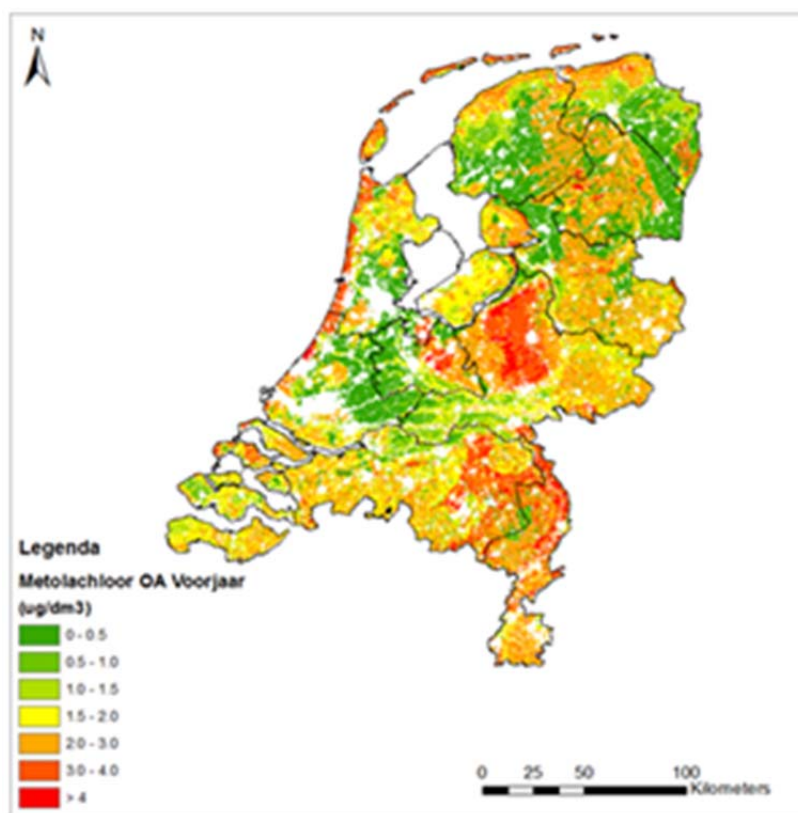 N
Legenda
Metolachloor OA Voorjaar
(ug/dm3)
0 - 0.5
0.5 - 1.0
1.0 - 1.5
1.5 - 2.0
2.0 - 3.0
3.0 - 4.0
> 4
0 25 50 100
Kilometers